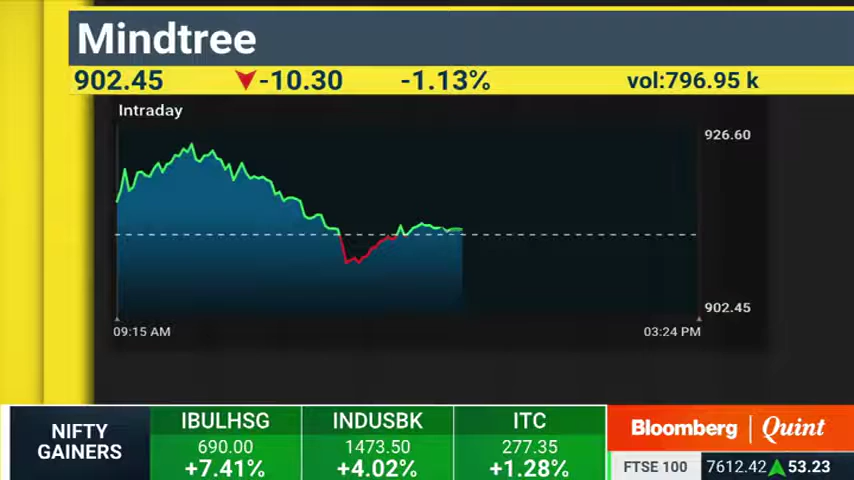 Mindtree
902.45 ▼-10.30 -1.13% vol:796.95 k
Intraday
926.60
902.45
09:15 AM 03:24 PM
NIFTY GAINERS
IBULHSG
690.00
+7.41%
INDUSBK
1473.50
+4.02%
ITC
277.35
+1.28%
Bloomberg | Quint
FTSE 100 7612.42 ▲ 53.23